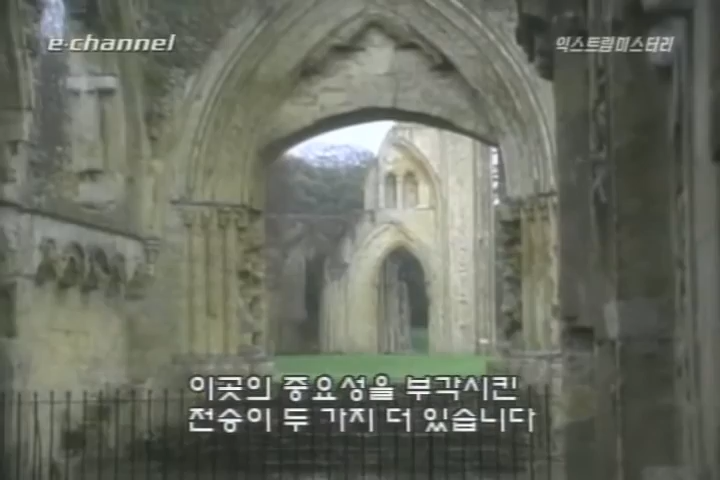 e·channel
익스트림미스터리
이곳의 중요성을 부각시킨
전승이 두 가지 더 있습니다